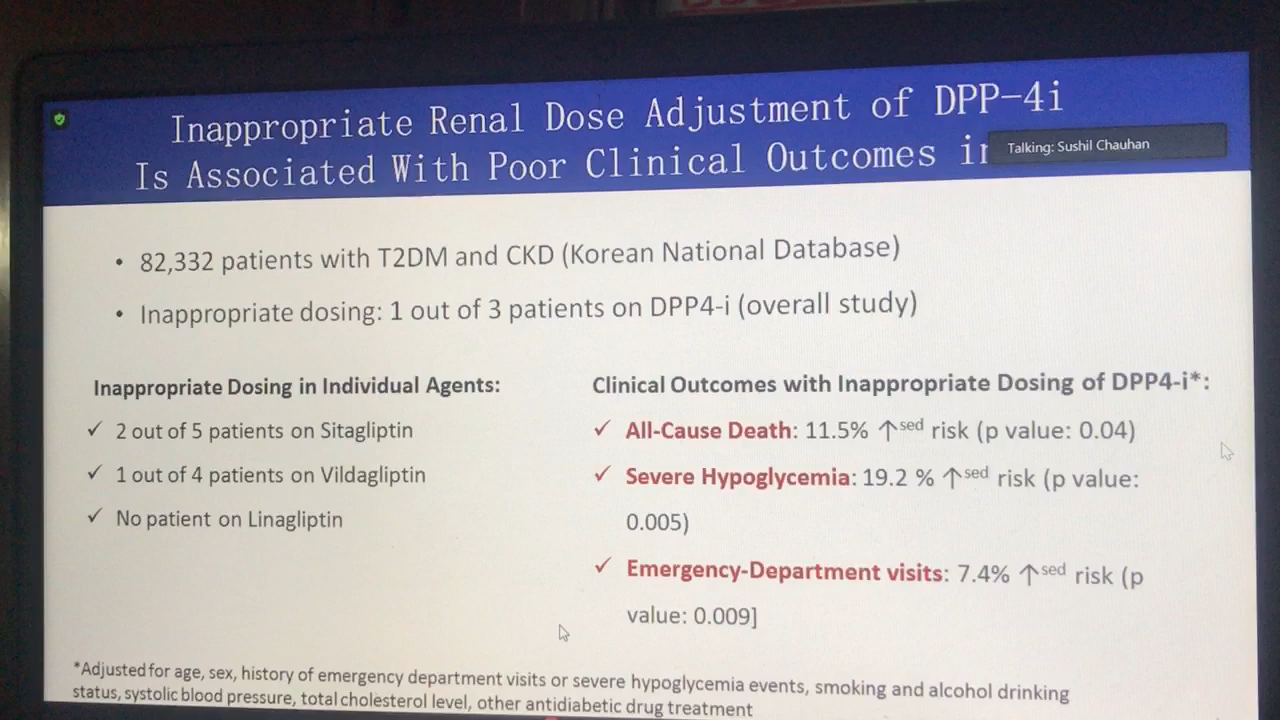 Inappropriate Renal Dose Adjustment of DPP-4i
Is Associated With Poor Clinical Outcomes in
Talking: Sushil Chauhan
• 82,332 patients with T2DM and CKD (Korean National Database)
• Inappropriate dosing: 1 out of 3 patients on DPP4-i (overall study)
Inappropriate Dosing in Individual Agents:
✓ 2 out of 5 patients on Sitagliptin
✓ 1 out of 4 patients on Vildagliptin
✓ No patient on Linagliptin
Clinical Outcomes with Inappropriate Dosing of DPP4-i*:
✓ All-Cause Death: 11.5% ↑sed risk (p value: 0.04)
✓ Severe Hypoglycemia: 19.2 % ↑sed risk (p value:
0.005)
✓ Emergency-Department visits: 7.4% ↑sed risk (p
value: 0.009]
*Adjusted for age, sex, history of emergency department visits or severe hypoglycemia events, smoking and alcohol drinking
status, systolic blood pressure, total cholesterol level, other antidiabetic drug treatment